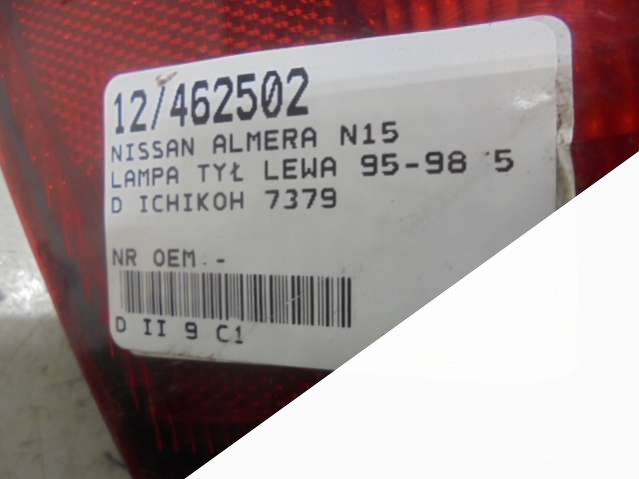 12/462502
NISSAN ALMERA N15
LAMPA TYŁ LEWA 95-98 5
D ICHIKOH 7379
NR OEM.-
D II 9 C1